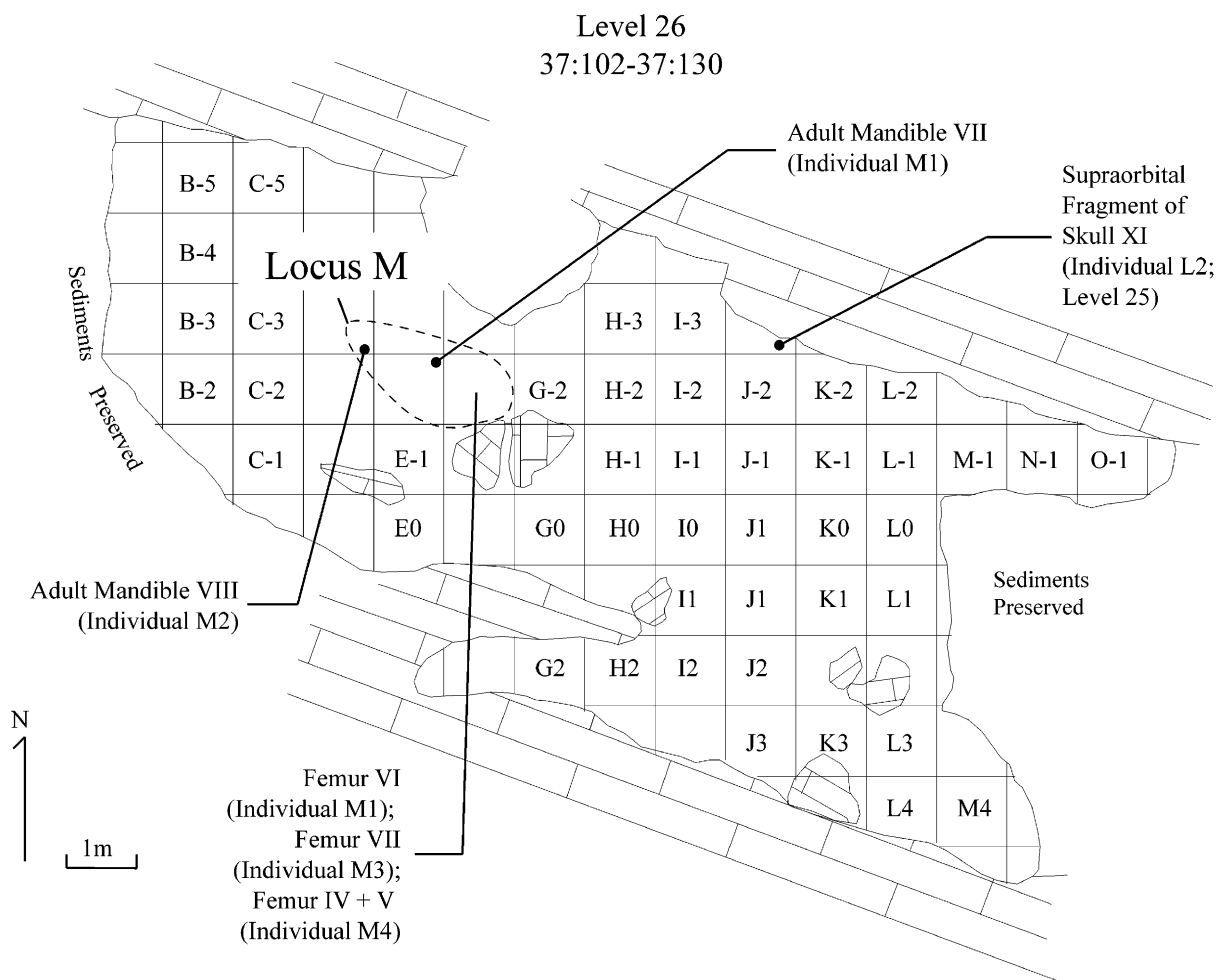 Level 26
37:102-37:130
Adult Mandible VII
(Individual M1)
Supraorbital
Fragment of
Skull XI
(Individual L2;
Level 25)
B-5 C-5
B-4
Locus M
Sediments
Preserved
B-3 C-3 H-3 I-3
B-2 C-2 G-2 H-2 I-2 J-2 K-2 L-2
C-1 E-1 H-1 I-1 J-1 K-1 L-1 M-1 N-1 O-1
E0 G0 H0 I0 J1 K0 L0
Adult Mandible VIII
(Individual M2)
I1 J1 K1 L1
Sediments
Preserved
G2 H2 I2 J2
J3 K3 L3
L4 M4
N
1m
Femur VI
(Individual M1);
Femur VII
(Individual M3);
Femur IV + V
(Individual M4)